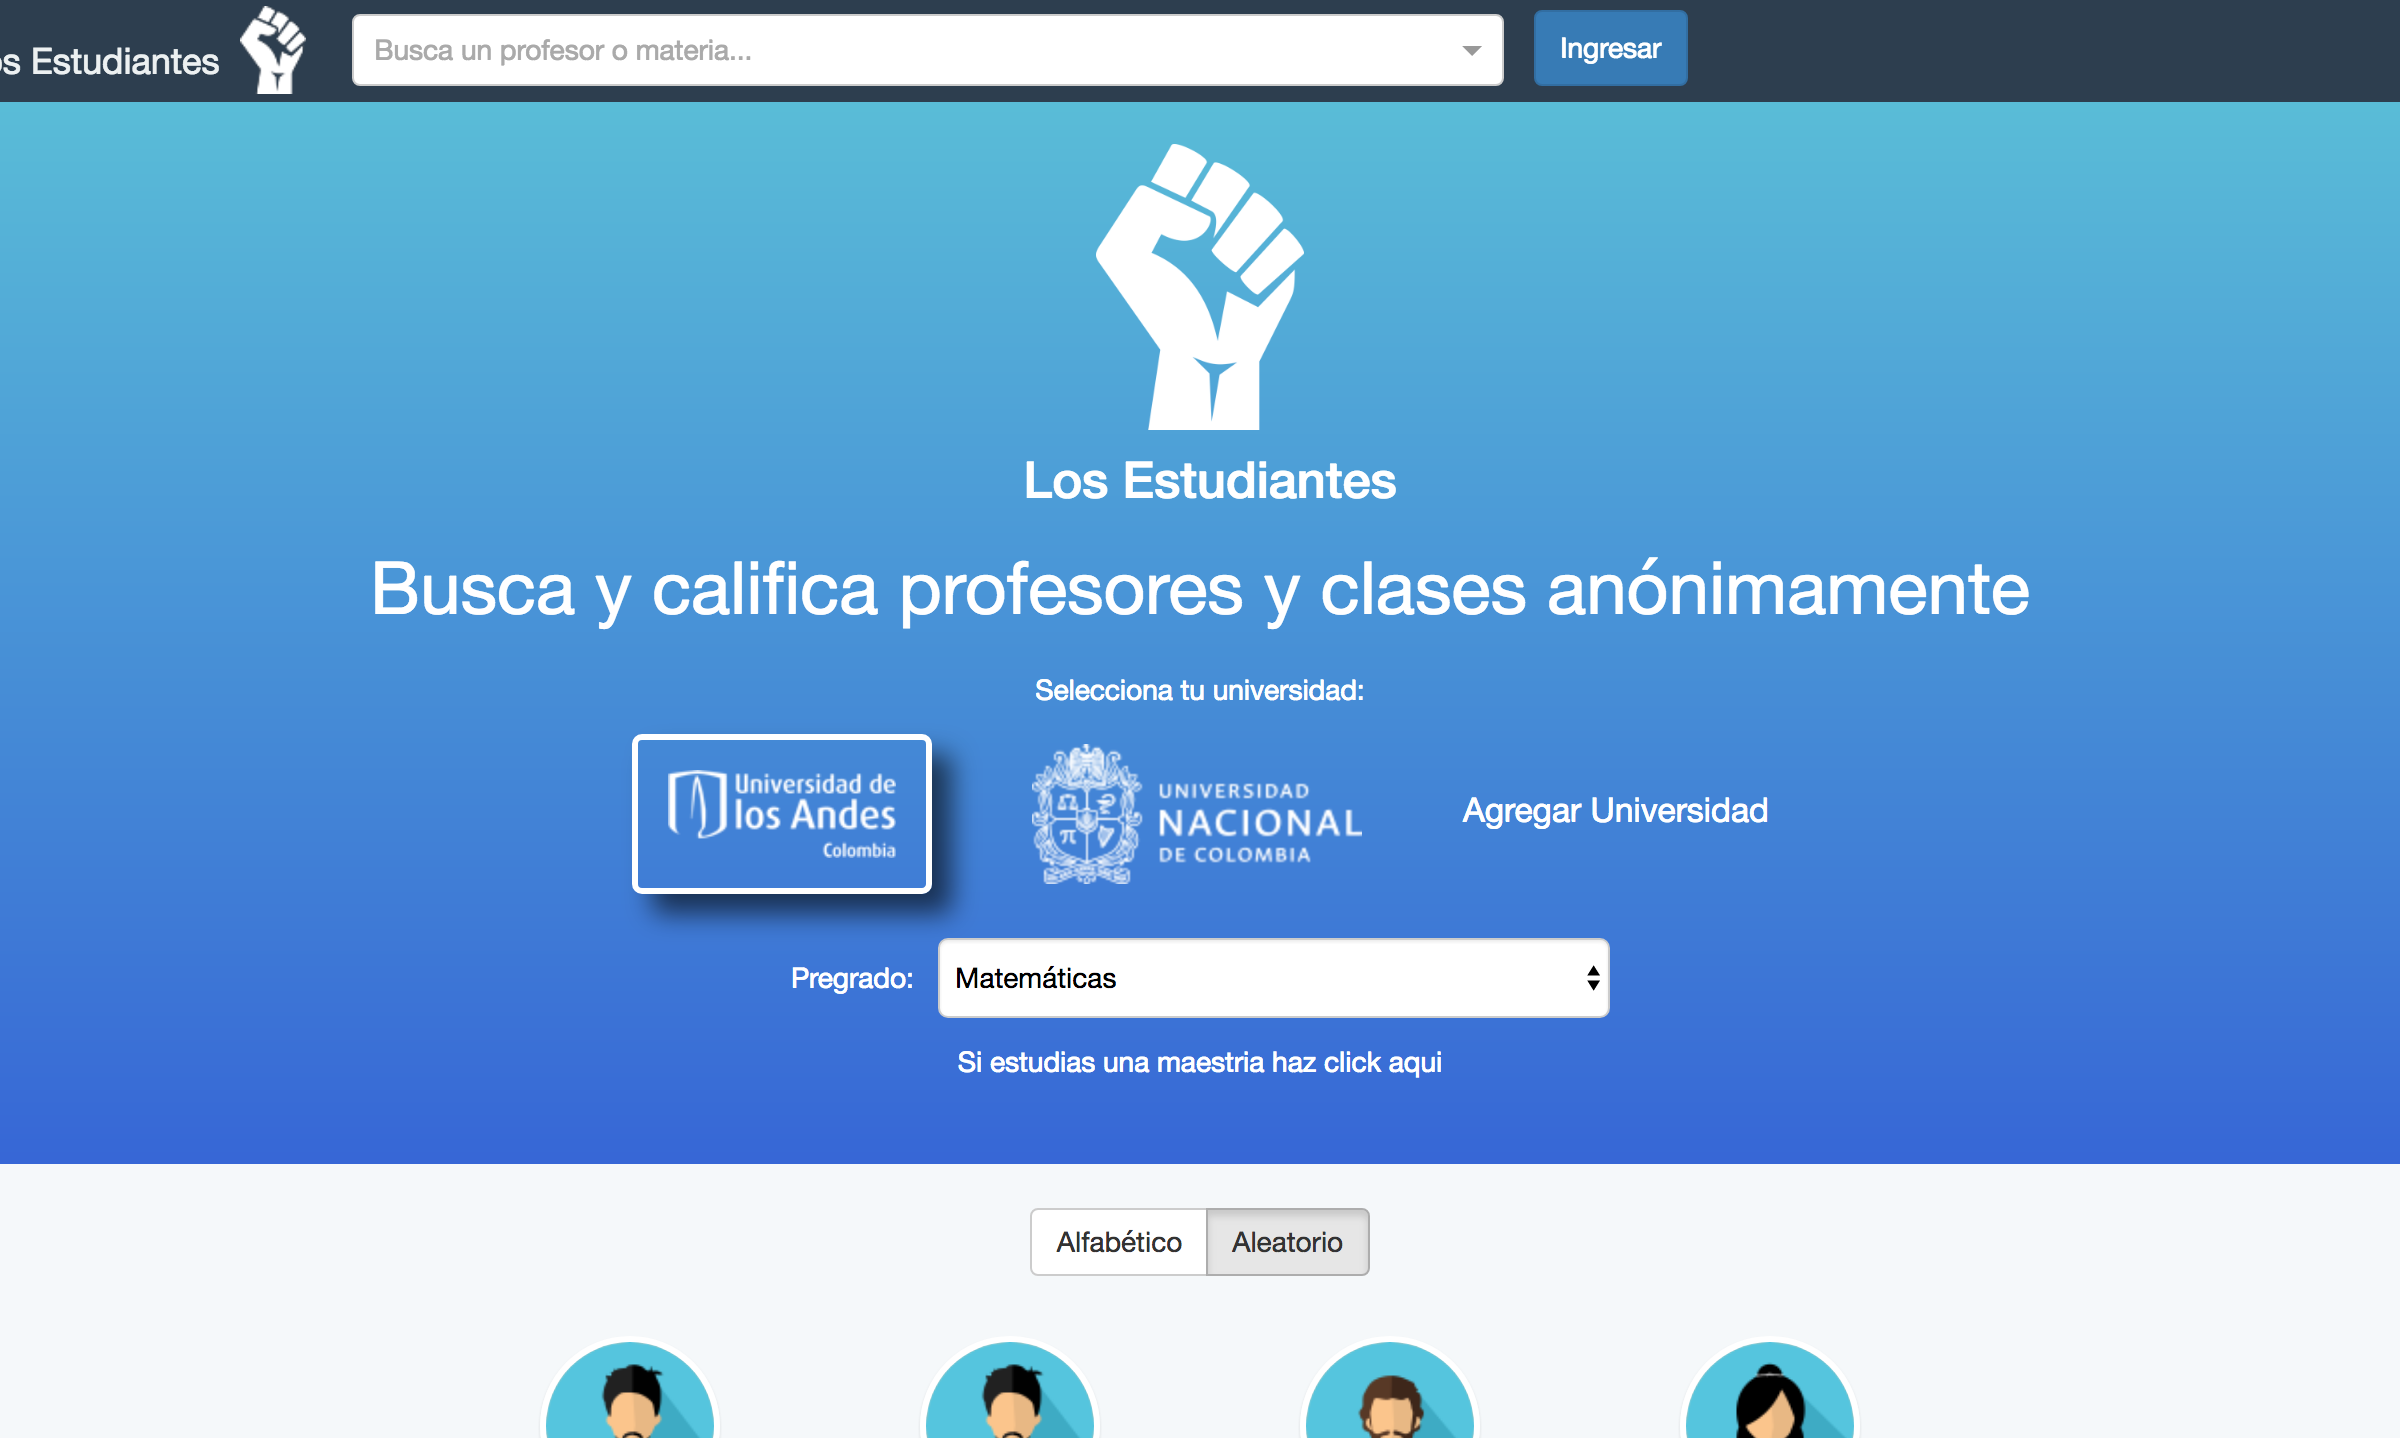 s Estudiantes
Busca un profesor o materia...
Ingresar
Los Estudiantes
Busca y califica profesores y clases anónimamente
Selecciona tu universidad:
Universidad de
los Andes
Colombia
UNIVERSIDAD
NACIONAL
DE COLOMBIA
π
Agregar Universidad
Pregrado:
Matemáticas
Si estudias una maestria haz click aqui
Alfabético
Aleatorio